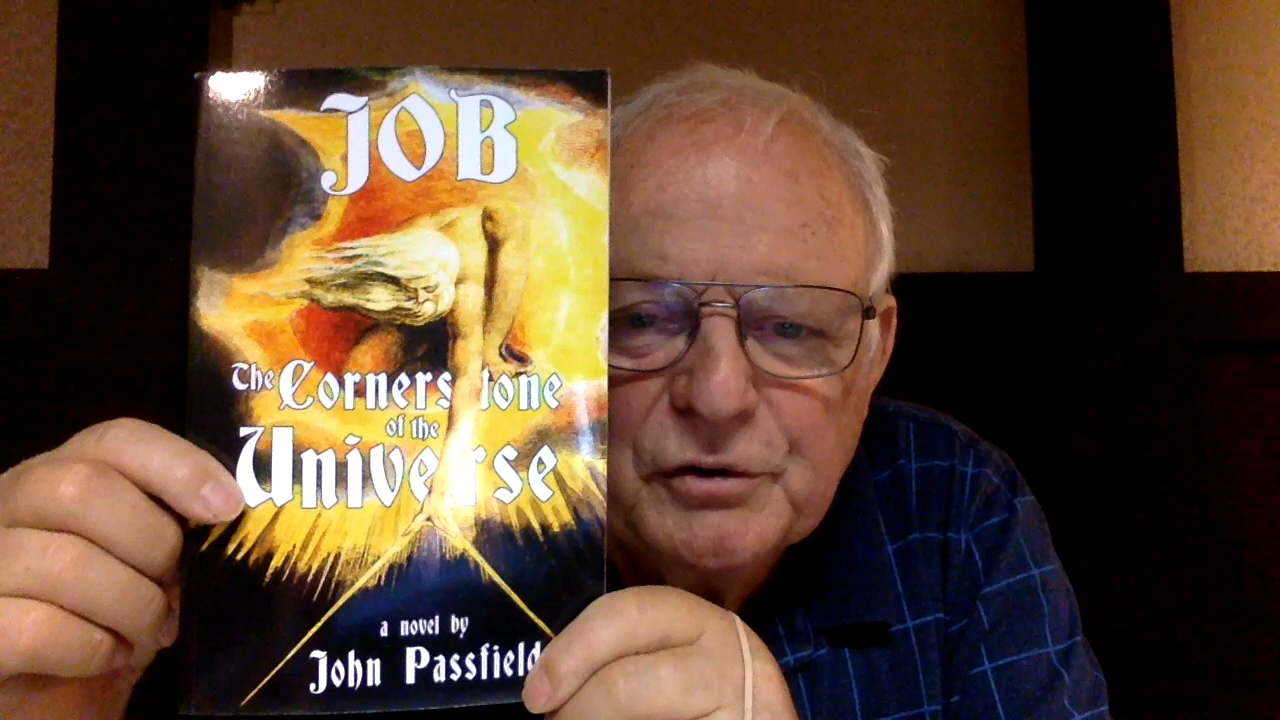 JOB
The Cornerstone
of the
Universe
a novel by
John Passfield